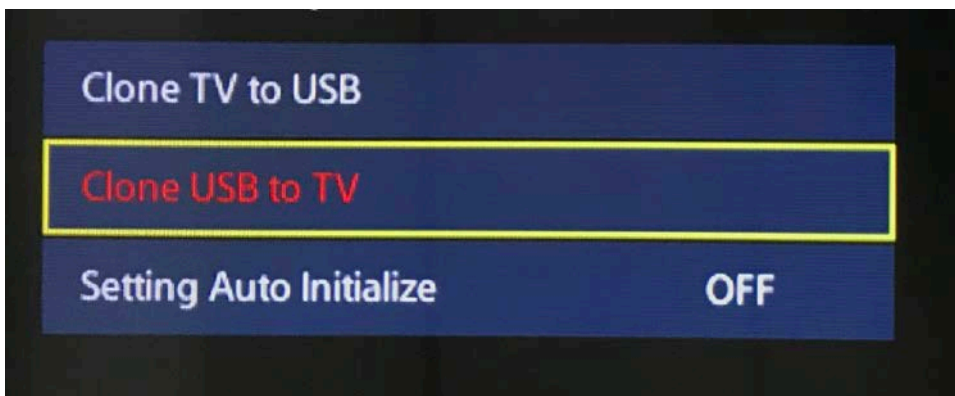 Clone TV to USB
Clone USB to TV
Setting Auto Initialize OFF